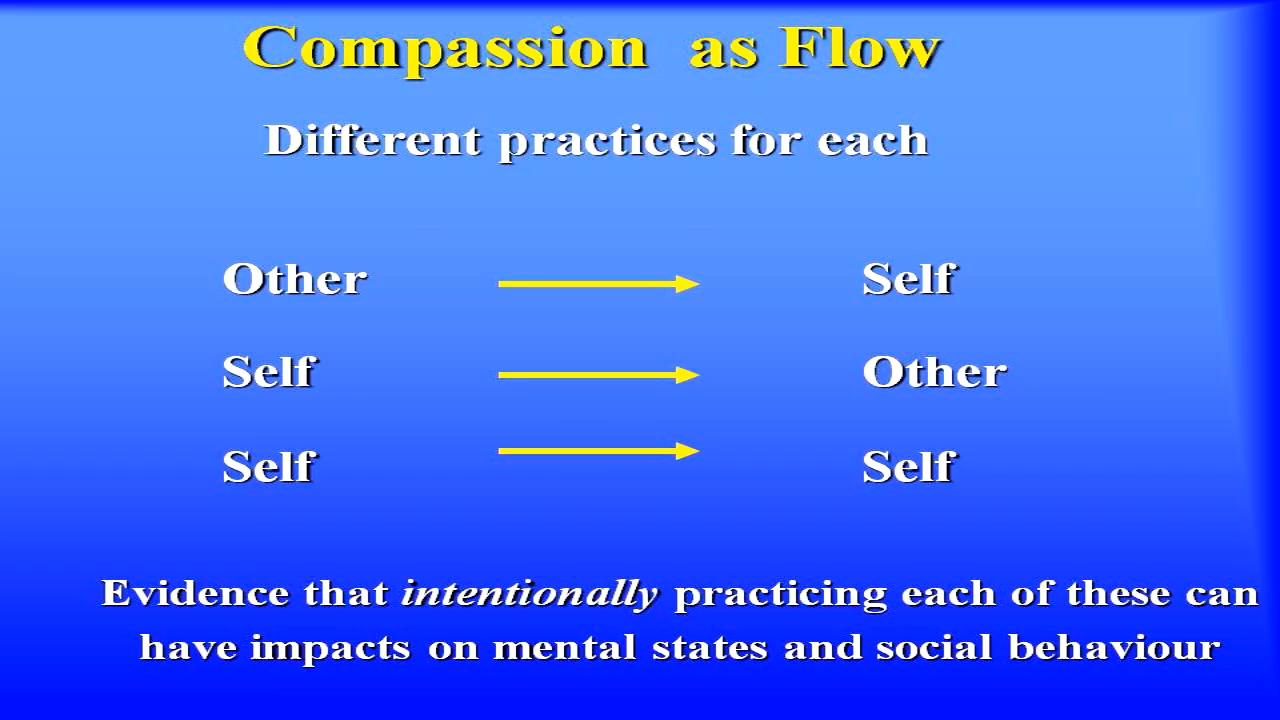 Compassion as Flow
Different practices for each
Other Self
Self Other
Self Self
Evidence that intentionally practicing each of these can
have impacts on mental states and social behaviour